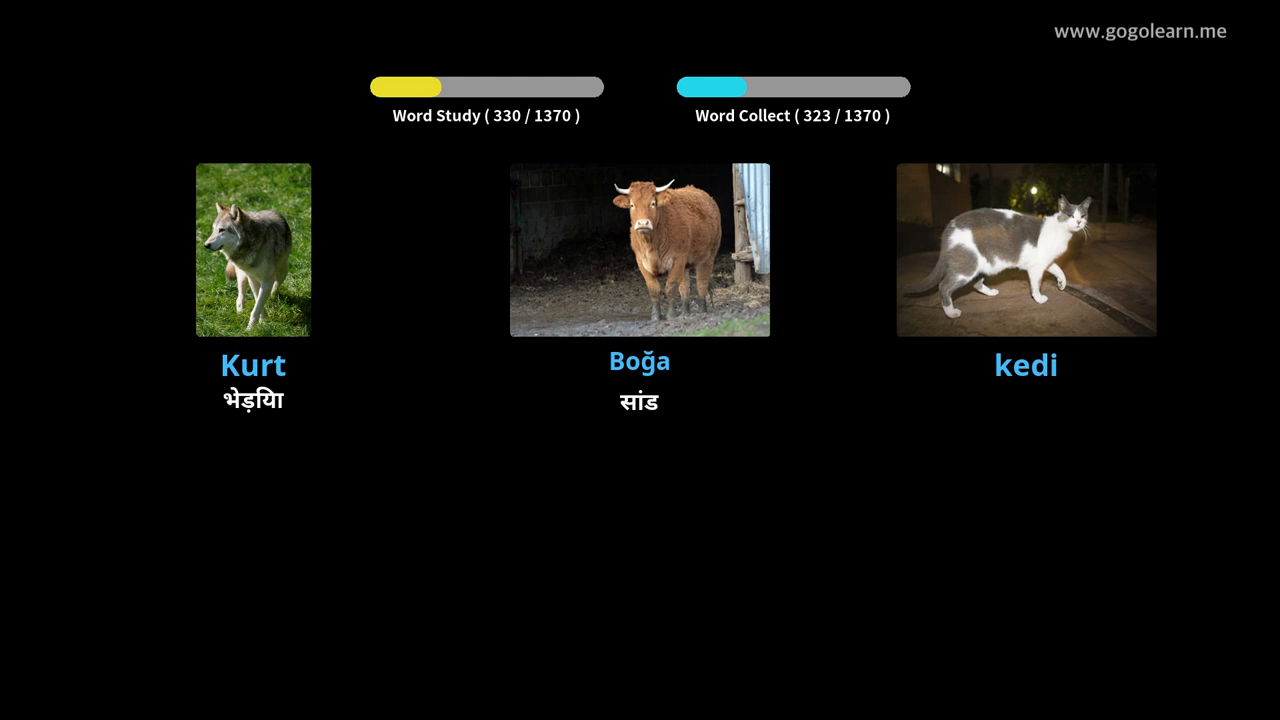 www.gogolearn.me
Word Study ( 330 / 1370 )
Word Collect ( 323 / 1370 )
Kurt
भेड़िया
Boğa
सांड
kedi